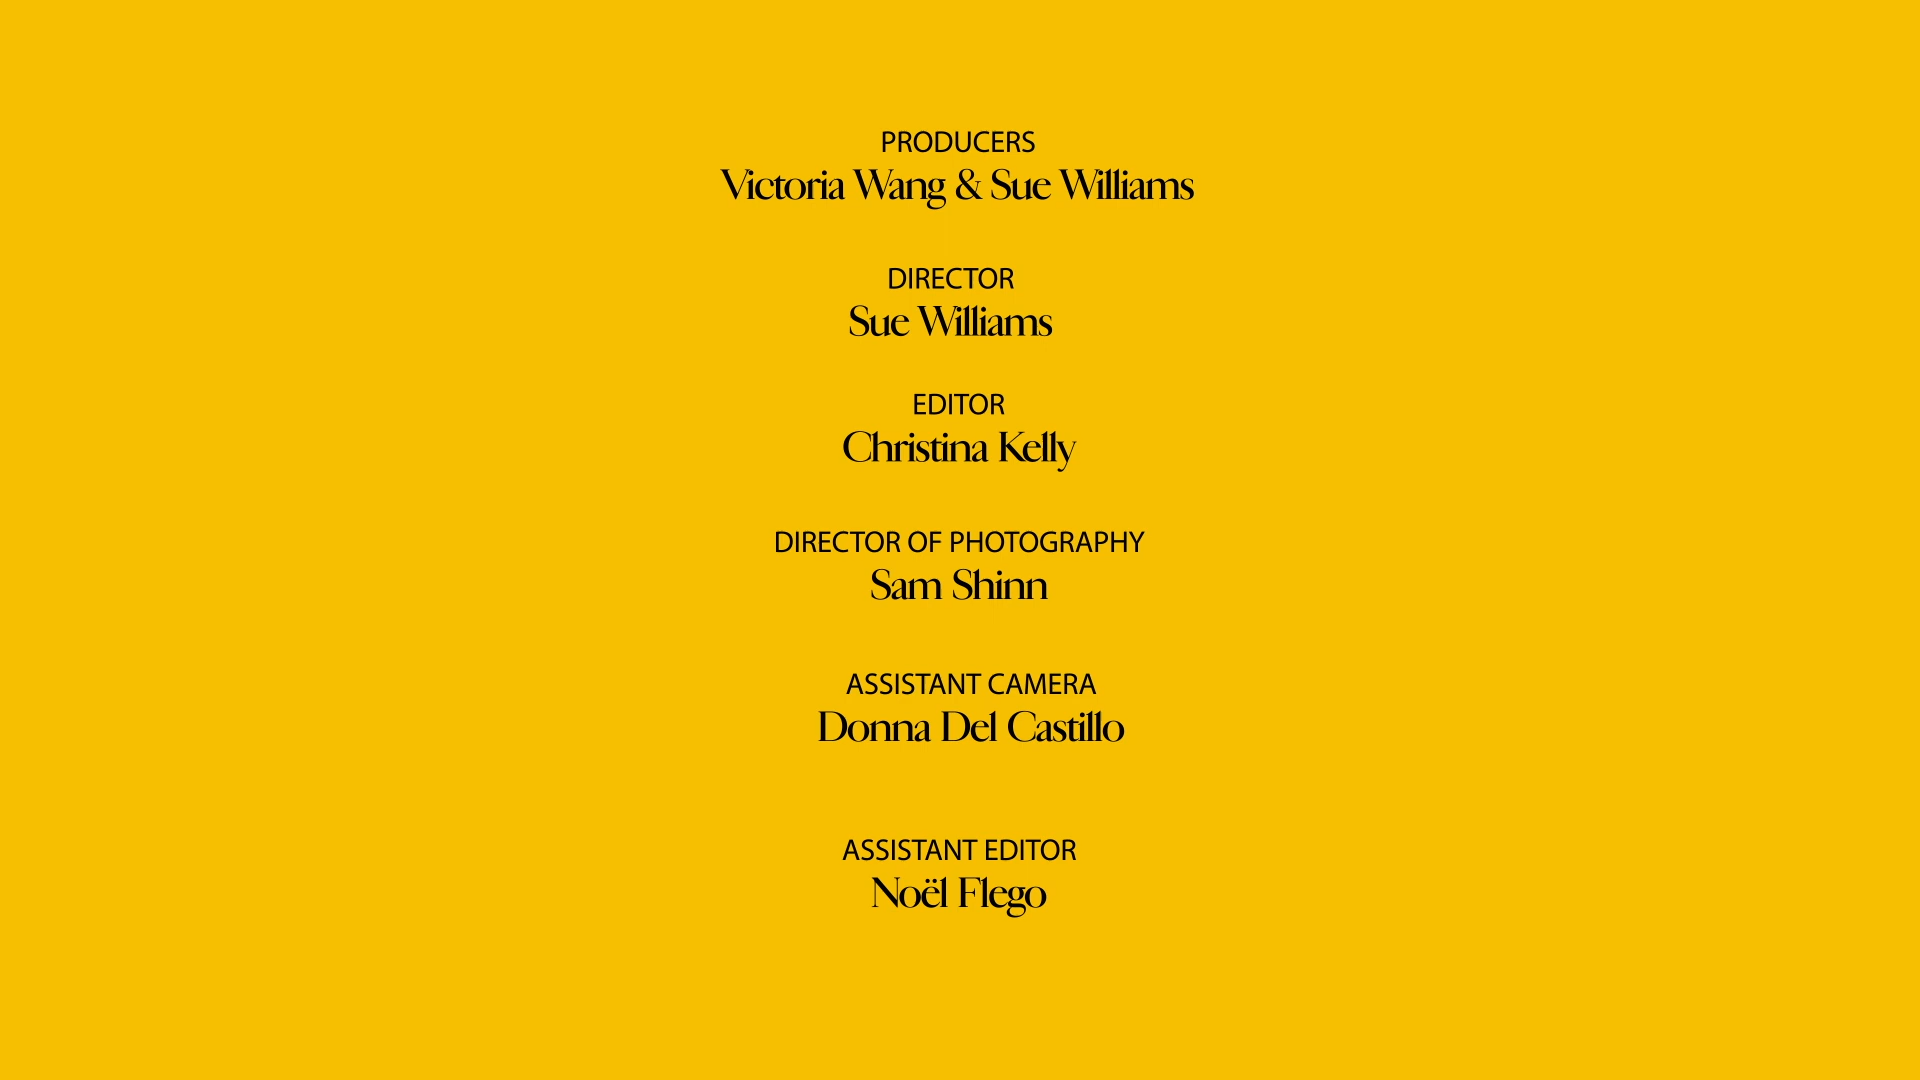 PRODUCERS
Victoria Wang & Sue Williams
DIRECTOR
Sue Williams
EDITOR
Christina Kelly
DIRECTOR OF PHOTOGRAPHY
Sam Shinn
ASSISTANT CAMERA
Donna Del Castillo
ASSISTANT EDITOR
Noël Flego